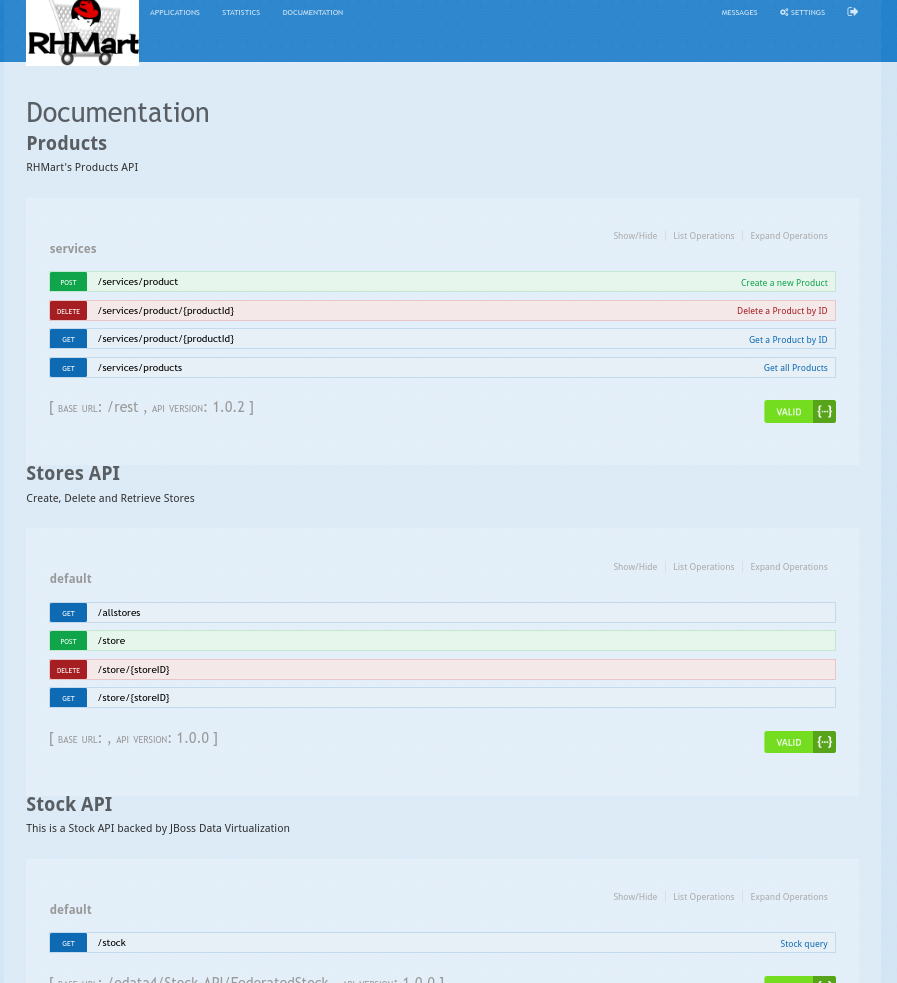 RHMart
APPLICATIONS STATISTICS DOCUMENTATION MESSAGES SETTINGS
Documentation
Products
RHMart's Products API
Show/Hide List Operations Expand Operations
services
POST /services/product Create a new Product
DELETE /services/product/{productId} Delete a Product by ID
GET /services/product/{productId} Get a Product by ID
GET /services/products Get all Products
[ BASE URL: /rest , API VERSION: 1.0.2 ] VALID {...}
Stores API
Create, Delete and Retrieve Stores
Show/Hide List Operations Expand Operations
default
GET /allstores
POST /store
DELETE /store/{storeID}
GET /store/{storeID}
[ BASE URL: , API VERSION: 1.0.0 ] VALID {...}
Stock API
This is a Stock API backed by JBoss Data Virtualization
Show/Hide List Operations Expand Operations
default
GET /stock Stock query
[ BASE URL: /odata4/Stock-API/FederatedStock , API VERSION: 1.0.0 ]